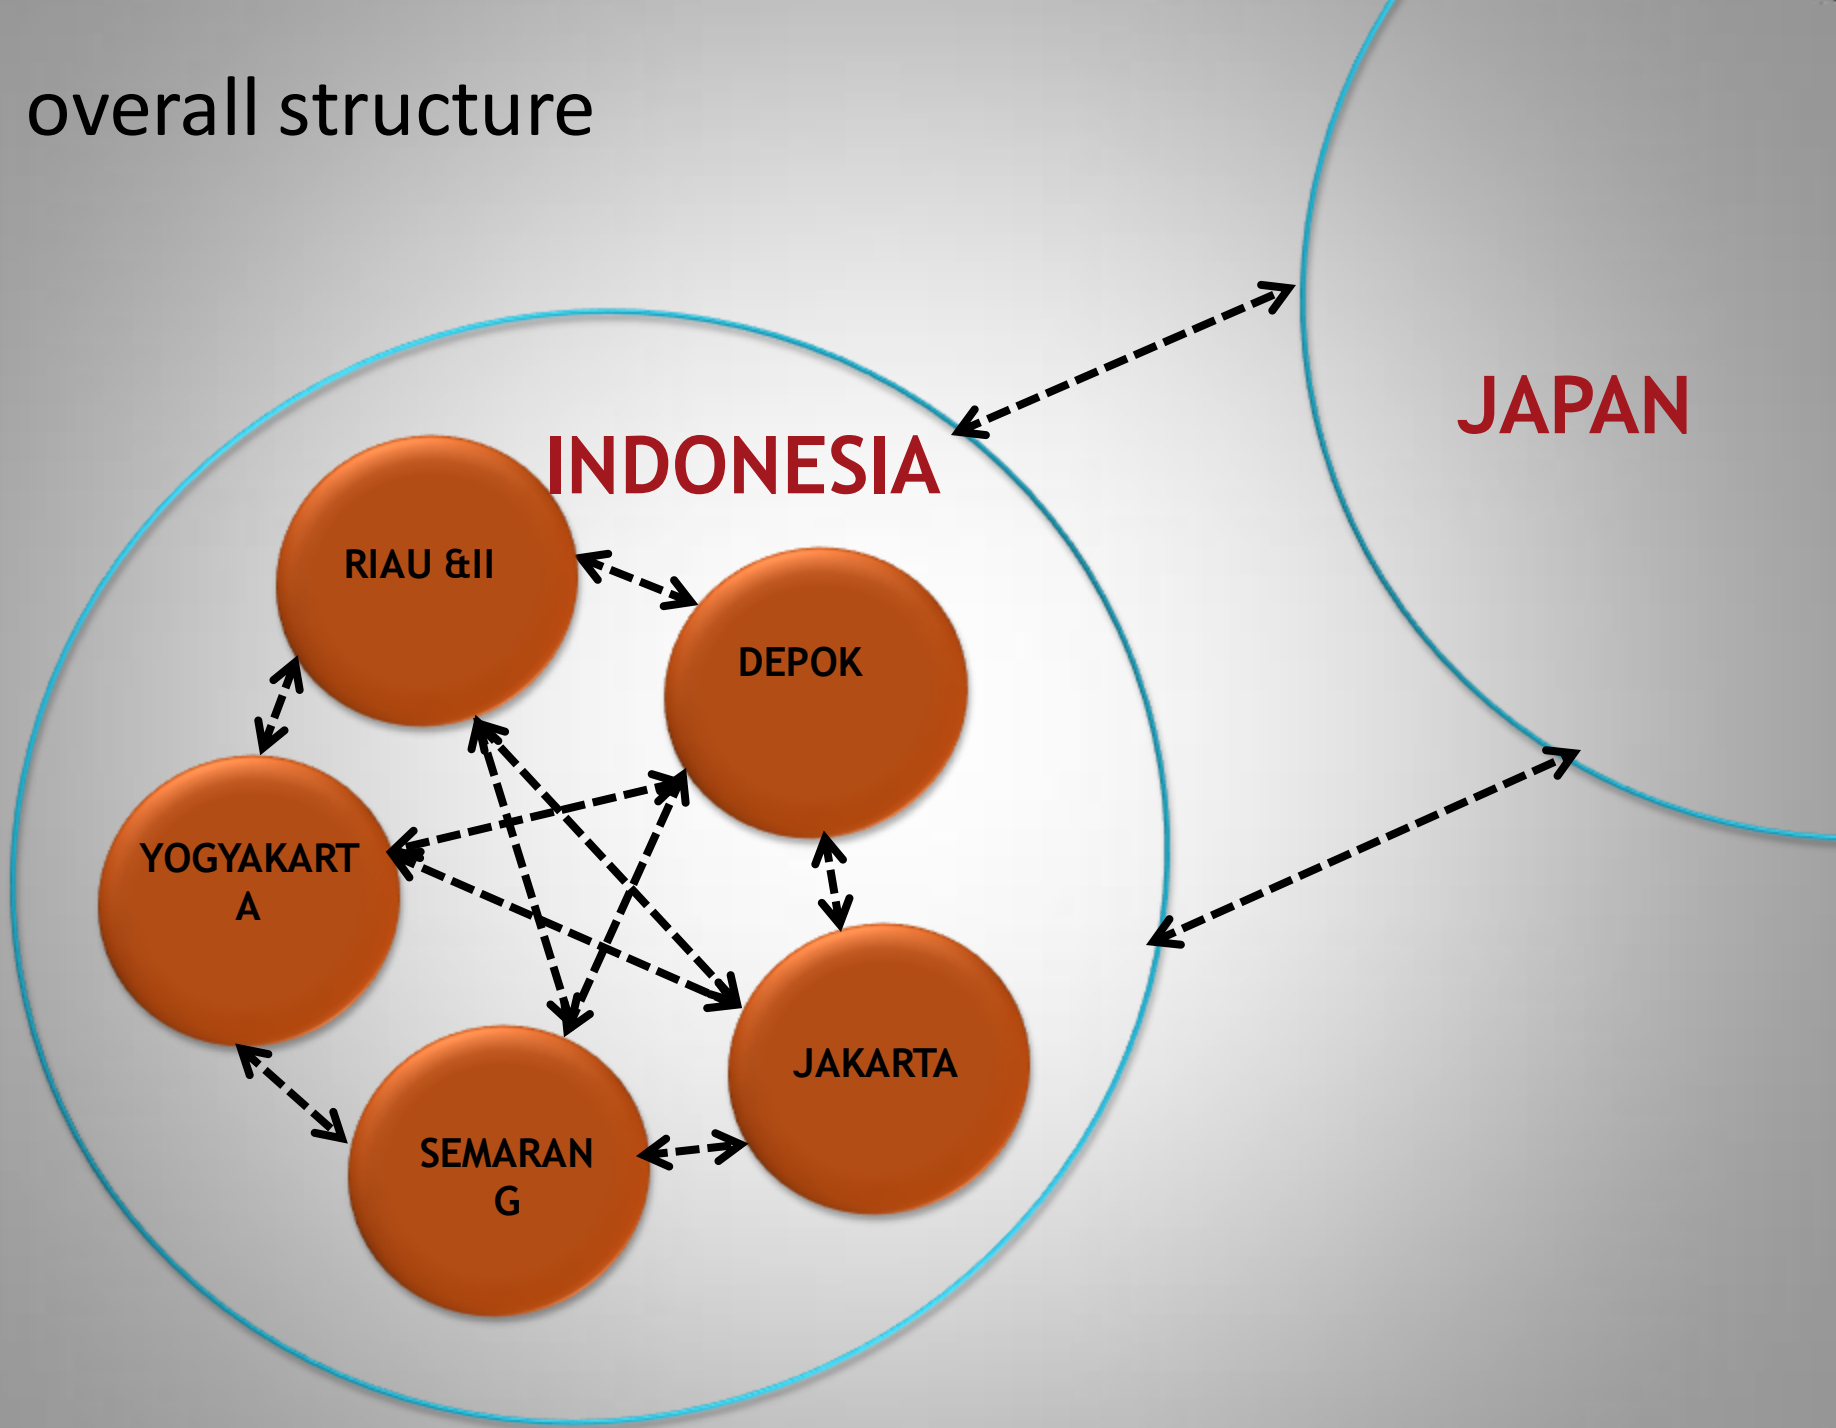 overall structure
JAPAN
INDONESIA
RIAU &II
DEPOK
YOGYAKART
A
JAKARTA
SEMARAN
G